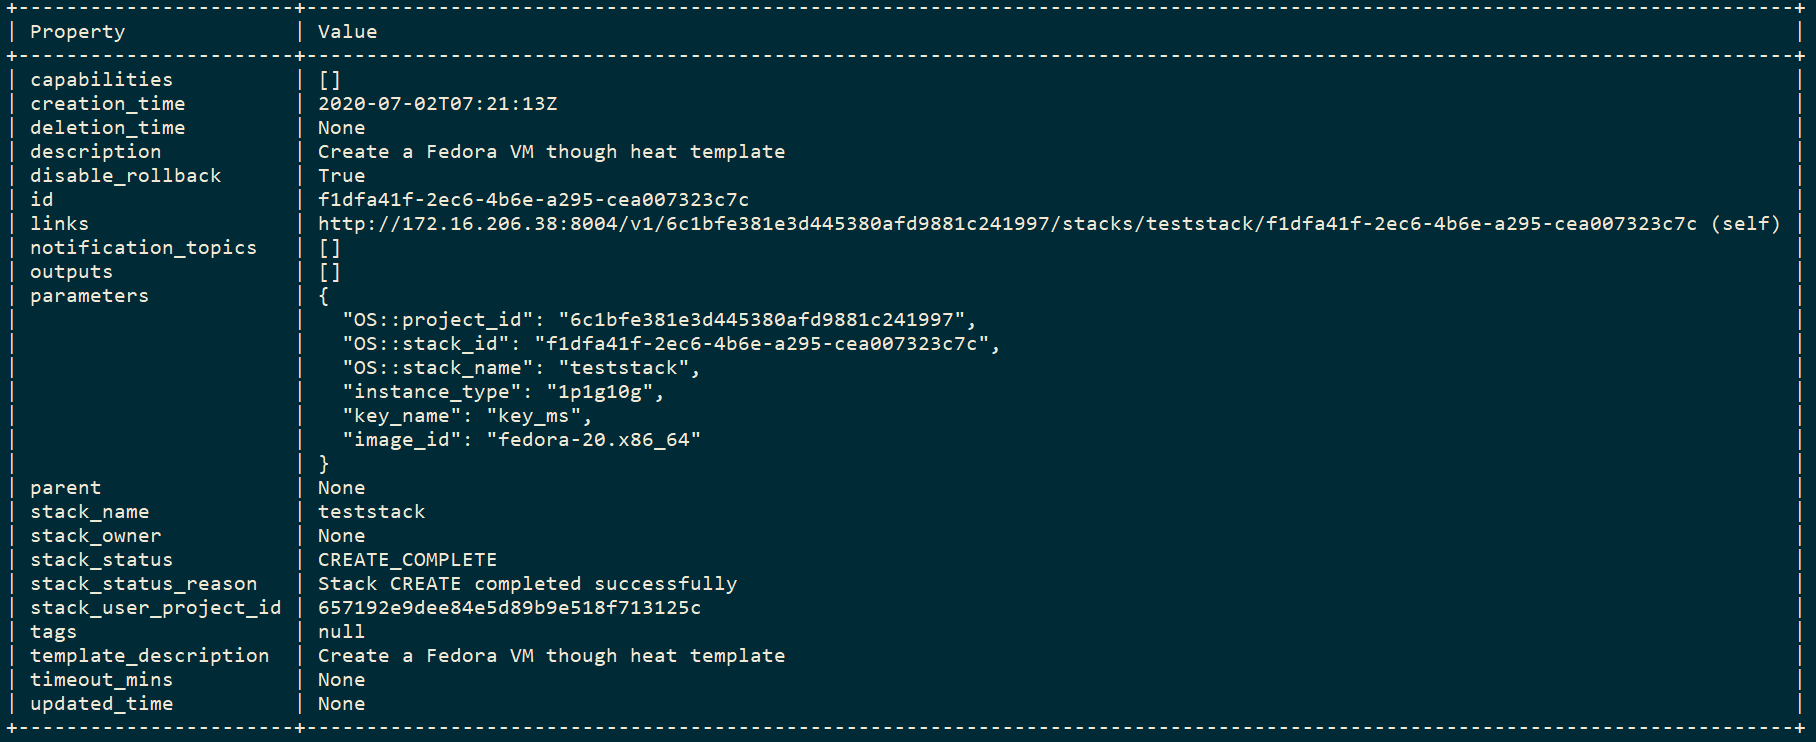 +-----------------------+----------------------------------------------------------------------------------------------------------------------------+
| Property              | Value                                                                                                                      |
+-----------------------+----------------------------------------------------------------------------------------------------------------------------+
| capabilities          | []                                                                                                                         |
| creation_time         | 2020-07-02T07:21:13Z                                                                                                       |
| deletion_time         | None                                                                                                                       |
| description           | Create a Fedora VM though heat template                                                                                    |
| disable_rollback      | True                                                                                                                       |
| id                    | f1dfa41f-2ec6-4b6e-a295-cea007323c7c                                                                                       |
| links                 | http://172.16.206.38:8004/v1/6c1bfe381e3d445380afd9881c241997/stacks/teststack/f1dfa41f-2ec6-4b6e-a295-cea007323c7c (self) |
| notification_topics   | []                                                                                                                         |
| outputs               | []                                                                                                                         |
| parameters            | {                                                                                                                          |
|                       |   "OS::project_id": "6c1bfe381e3d445380afd9881c241997",                                                                    |
|                       |   "OS::stack_id": "f1dfa41f-2ec6-4b6e-a295-cea007323c7c",                                                                  |
|                       |   "OS::stack_name": "teststack",                                                                                           |
|                       |   "instance_type": "1p1g10g",                                                                                              |
|                       |   "key_name": "key_ms",                                                                                                    |
|                       |   "image_id": "fedora-20.x86_64"                                                                                           |
|                       | }                                                                                                                          |
| parent                | None                                                                                                                       |
| stack_name            | teststack                                                                                                                  |
| stack_owner           | None                                                                                                                       |
| stack_status          | CREATE_COMPLETE                                                                                                            |
| stack_status_reason   | Stack CREATE completed successfully                                                                                        |
| stack_user_project_id | 657192e9dee84e5d89b9e518f713125c                                                                                           |
| tags                  | null                                                                                                                       |
| template_description  | Create a Fedora VM though heat template                                                                                    |
| timeout_mins          | None                                                                                                                       |
| updated_time          | None                                                                                                                       |
+-----------------------+----------------------------------------------------------------------------------------------------------------------------+